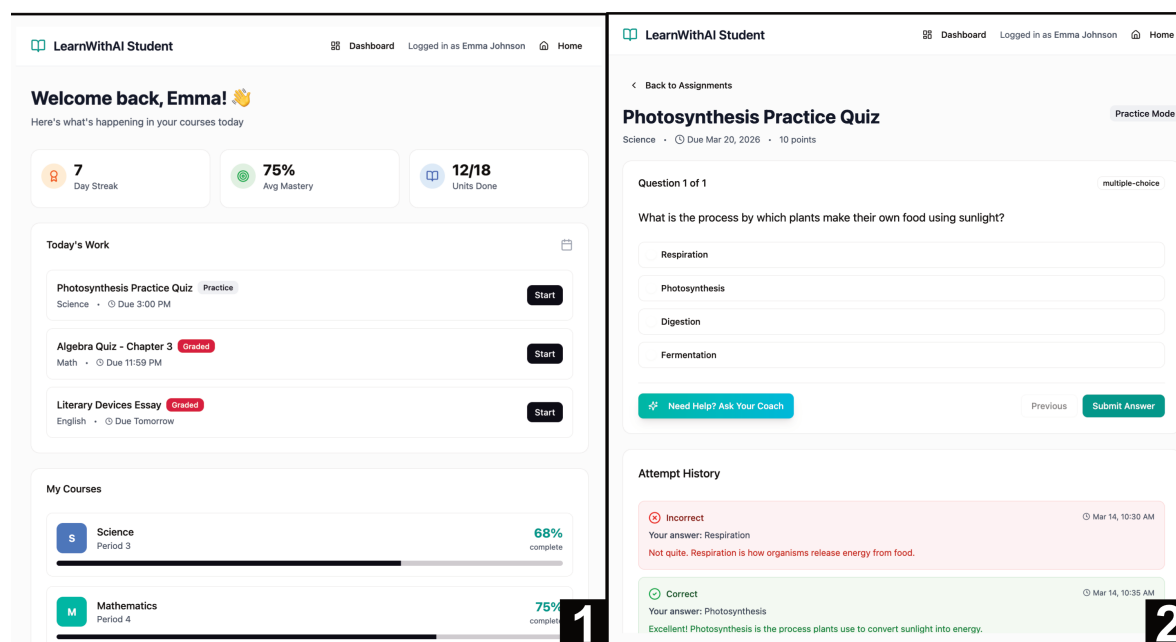 LearnWithAI Student
Dashboard Logged in as Emma Johnson Home
Welcome back, Emma! 👋
Here's what's happening in your courses today
7
Day Streak
75%
Avg Mastery
12/18
Units Done
Today's Work
Photosynthesis Practice Quiz Practice
Science • Due 3:00 PM
Start
Algebra Quiz - Chapter 3 Graded
Math • Due 11:59 PM
Start
Literary Devices Essay Graded
English • Due Tomorrow
Start
My Courses
S
Science
Period 3
68%
complete
M
Mathematics
Period 4
75%
complete
1
LearnWithAI Student
Dashboard Logged in as Emma Johnson Home
Back to Assignments
Photosynthesis Practice Quiz
Practice Mode
Science • Due Mar 20, 2026 • 10 points
Question 1 of 1
multiple-choice
What is the process by which plants make their own food using sunlight?
Respiration
Photosynthesis
Digestion
Fermentation
Need Help? Ask Your Coach
Previous
Submit Answer
Attempt History
Incorrect
Mar 14, 10:30 AM
Your answer: Respiration
Not quite. Respiration is how organisms release energy from food.
Correct
Mar 14, 10:35 AM
Your answer: Photosynthesis
Excellent! Photosynthesis is the process plants use to convert sunlight into energy.
2